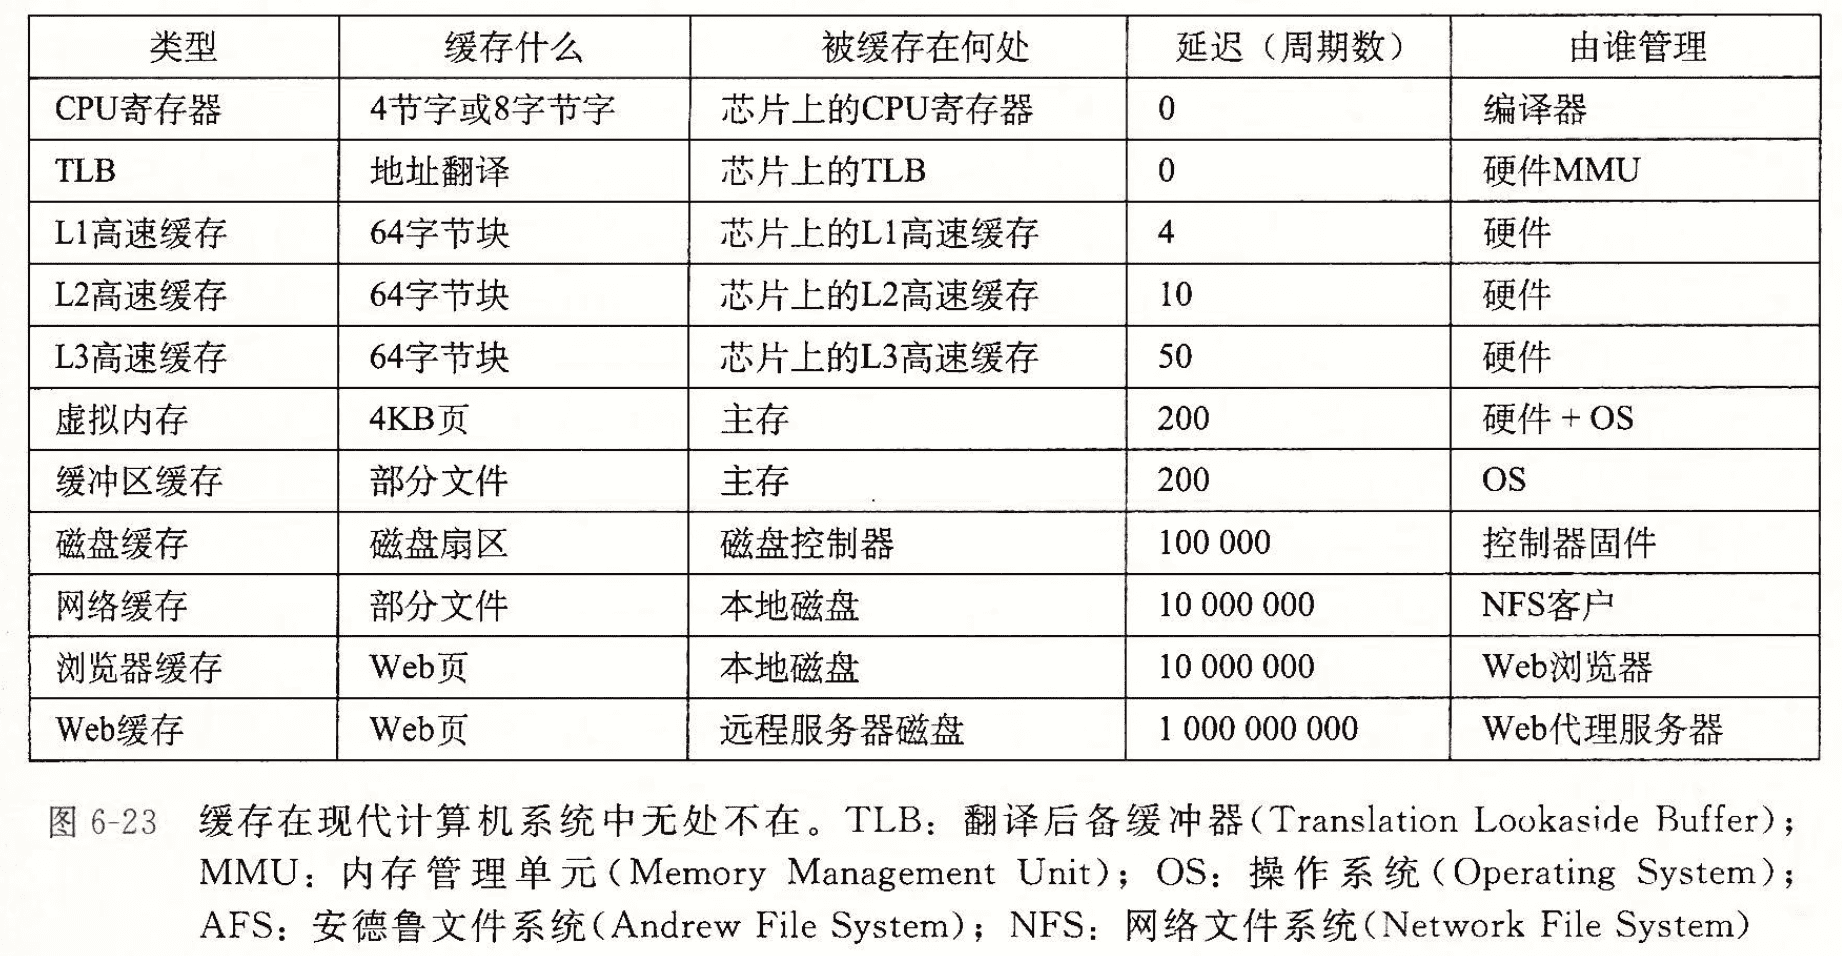 类型 缓存什么 被缓存在何处 延迟（周期数） 由谁管理
CPU寄存器 4节字或8字节字 芯片上的CPU寄存器 0 编译器
TLB 地址翻译 芯片上的TLB 0 硬件MMU
L1高速缓存 64字节块 芯片上的L1高速缓存 4 硬件
L2高速缓存 64字节块 芯片上的L2高速缓存 10 硬件
L3高速缓存 64字节块 芯片上的L3高速缓存 50 硬件
虚拟内存 4KB页 主存 200 硬件 + OS
缓冲区缓存 部分文件 主存 200 OS
磁盘缓存 磁盘扇区 磁盘控制器 100 000 控制器固件
网络缓存 部分文件 本地磁盘 10 000 000 NFS客户
浏览器缓存 Web页 本地磁盘 10 000 000 Web浏览器
Web缓存 Web页 远程服务器磁盘 1 000 000 000 Web代理服务器
图 6-23 缓存在现代计算机系统中无处不在。TLB：翻译后备缓冲器(Translation Lookaside Buffer)；
MMU：内存管理单元(Memory Management Unit)；OS：操作系统(Operating System)；
AFS：安德鲁文件系统(Andrew File System)；NFS：网络文件系统(Network File System)